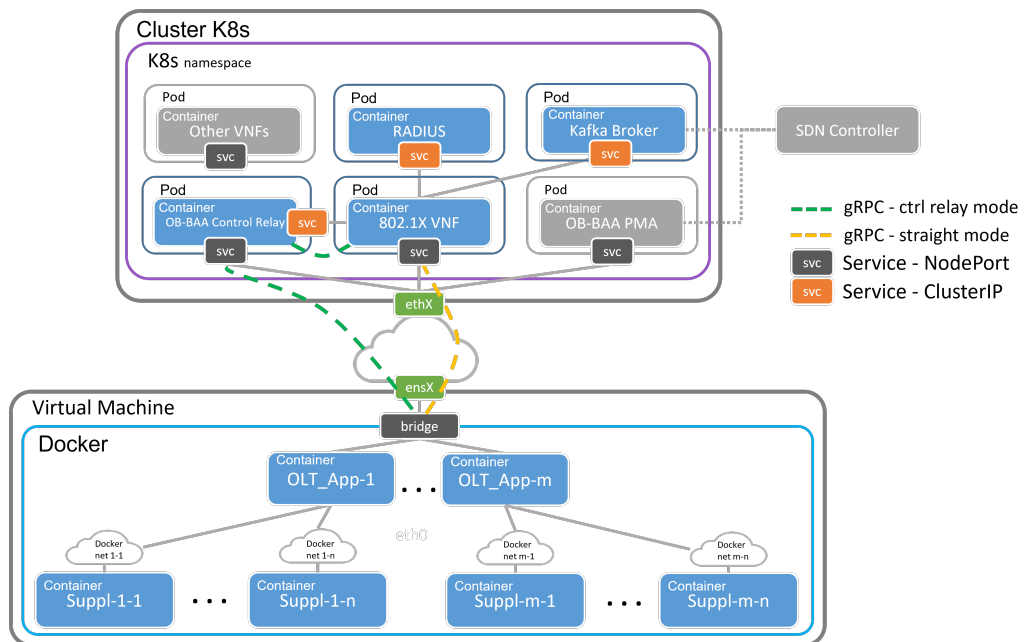 Cluster K8s
K8s namespace
Pod
Container
Other VNFs
svc
Pod
Container
RADIUS
svc
Pod
Container
Kafka Broker
svc
SDN Controller
Pod
Container
OB-BAA Control Relay
svc
svc
Pod
Container
802.1X VNF
svc
Pod
Container
OB-BAA PMA
svc
gRPC - ctrl relay mode
gRPC - straight mode
svc Service - NodePort
svc Service - ClusterIP
ethX
ensX
Virtual Machine
bridge
Docker
Container
OLT_App-1
...
Container
OLT_App-m
eth0
Docker
net 1-1
Docker
net 1-n
Docker
net m-1
Docker
net m-n
Container
Suppl-1-1
...
Container
Suppl-1-n
Container
Suppl-m-1
...
Container
Suppl-m-n